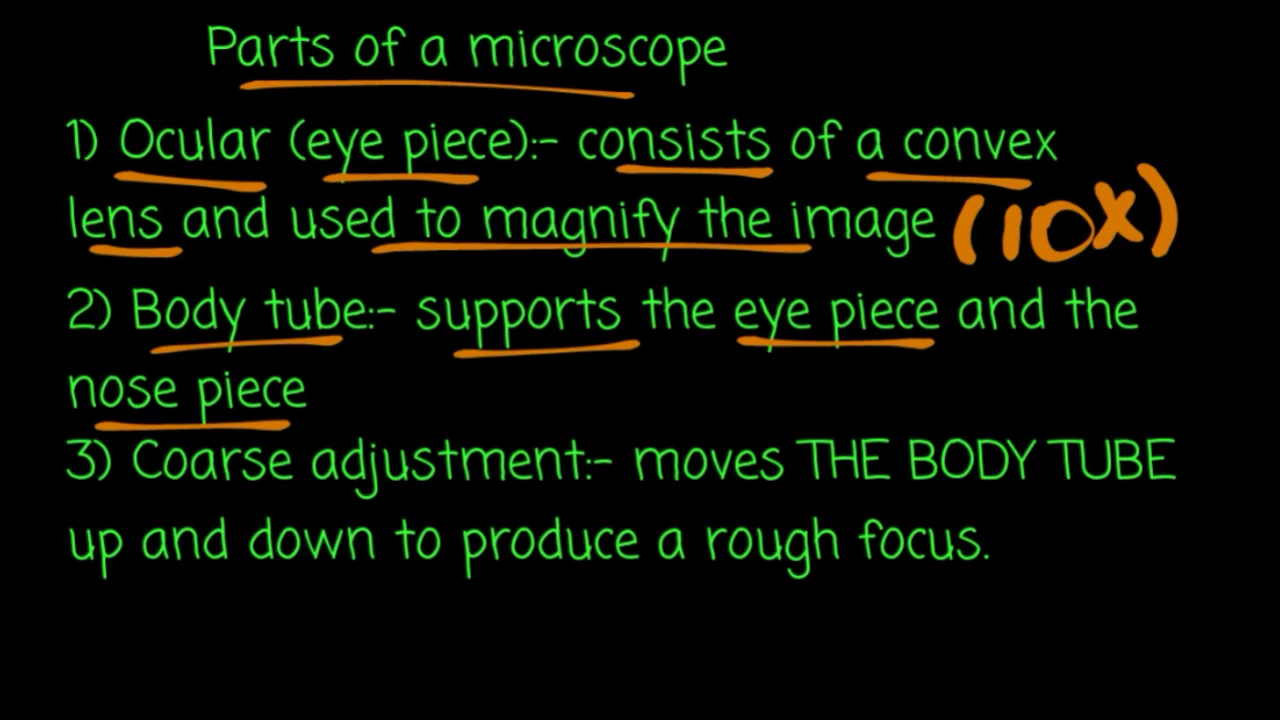 Parts of a microscope
1) Ocular (eye piece):- consists of a convex
lens and used to magnify the image (10x)
2) Body tube:- supports the eye piece and the
nose piece
3) Coarse adjustment:- moves THE BODY TUBE
up and down to produce a rough focus.